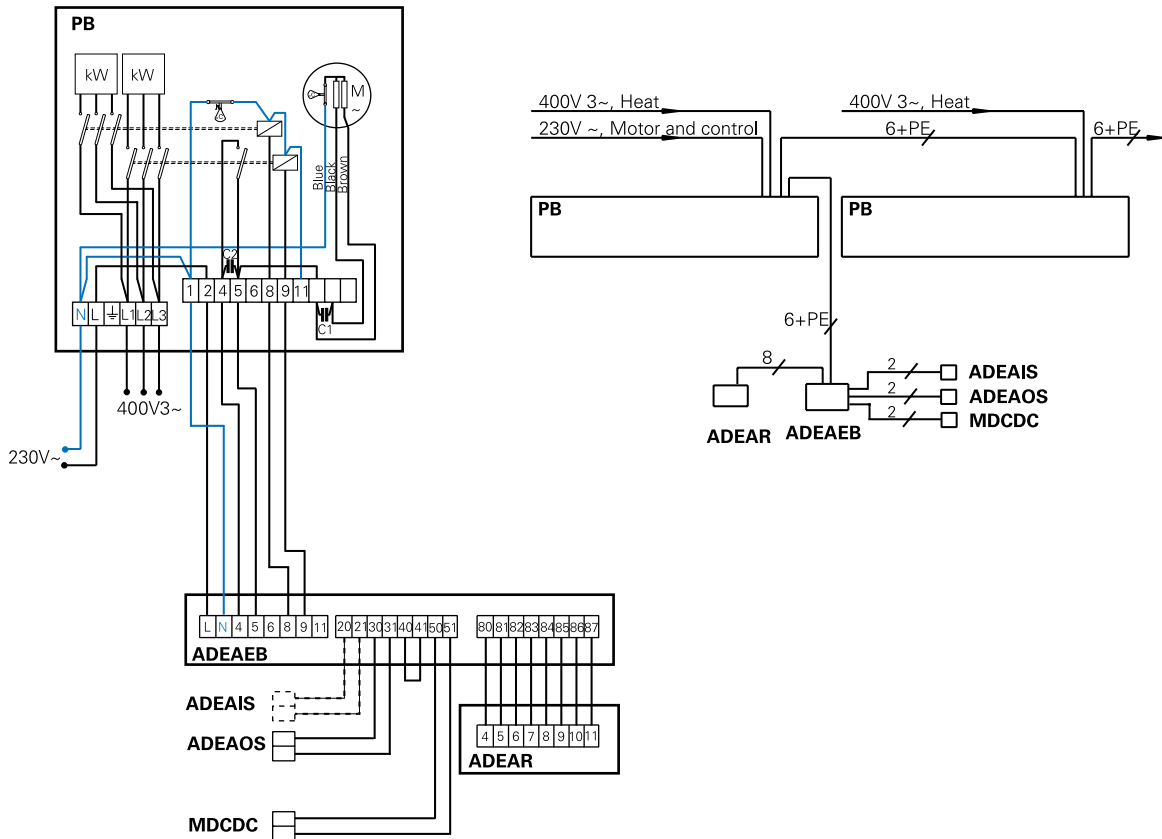 PB
kW kW
M
~
Blue
Black
Brown
C2
1 2 4 5 6 8 9 11
N L L1 L2 L3
C1
400V3~
230V~
L N 4 5 6 8 9 11
20 21 30 31 40 41 50 51
80 81 82 83 84 85 86 87
ADEAEB
ADEAIS
ADEAOS
4 5 6 7 8 9 10 11
ADEAR
MDCDC
400V 3~, Heat
230V ~, Motor and control
400V 3~, Heat
6+PE
6+PE
PB
PB
6+PE
8
2
ADEAIS
2
ADEAOS
2
MDCDC
ADEAR
ADEAEB